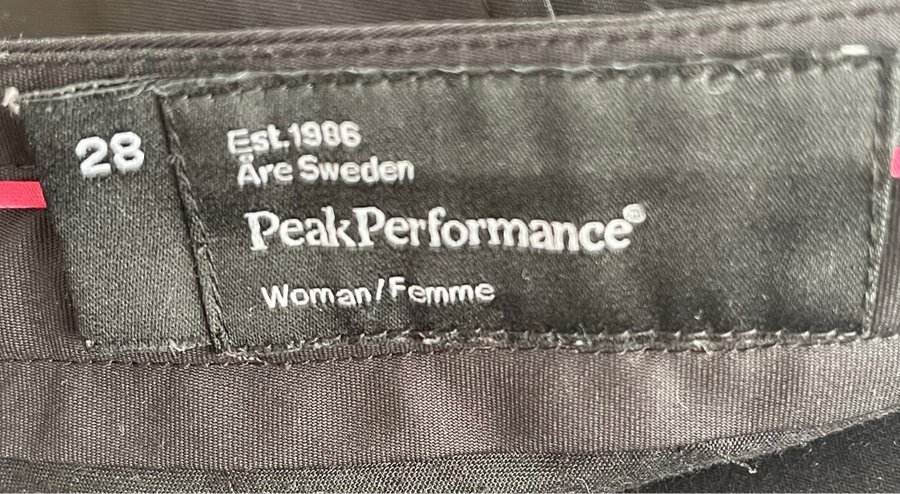 28
Est.1986
Åre Sweden
PeakPerformance®
Woman/Femme